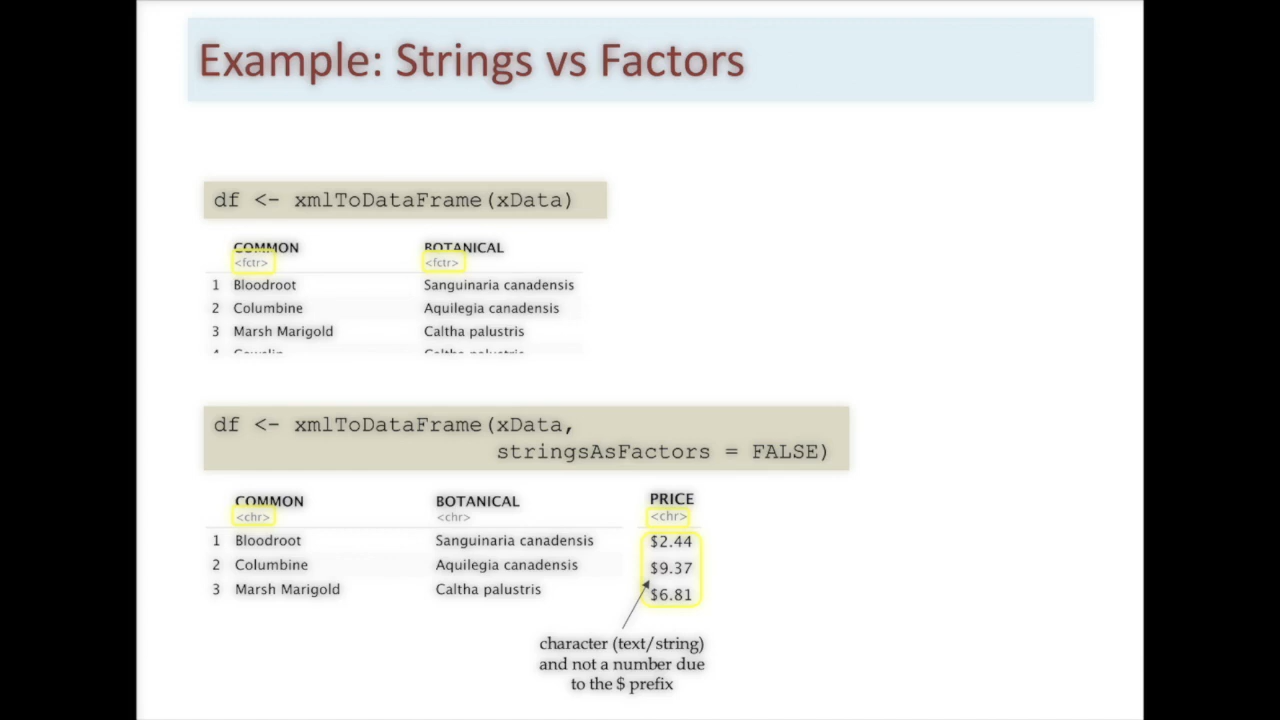 Example: Strings vs Factors
df <- xmlToDataFrame(xData)
COMMON BOTANICAL
<fctr> <fctr>
1 Bloodroot Sanguinaria canadensis
2 Columbine Aquilegia canadensis
3 Marsh Marigold Caltha palustris
df <- xmlToDataFrame(xData,
stringsAsFactors = FALSE)
COMMON BOTANICAL PRICE
<chr> <chr> <chr>
1 Bloodroot Sanguinaria canadensis $2.44
2 Columbine Aquilegia canadensis $9.37
3 Marsh Marigold Caltha palustris $6.81
character (text/string)
and not a number due
to the $ prefix